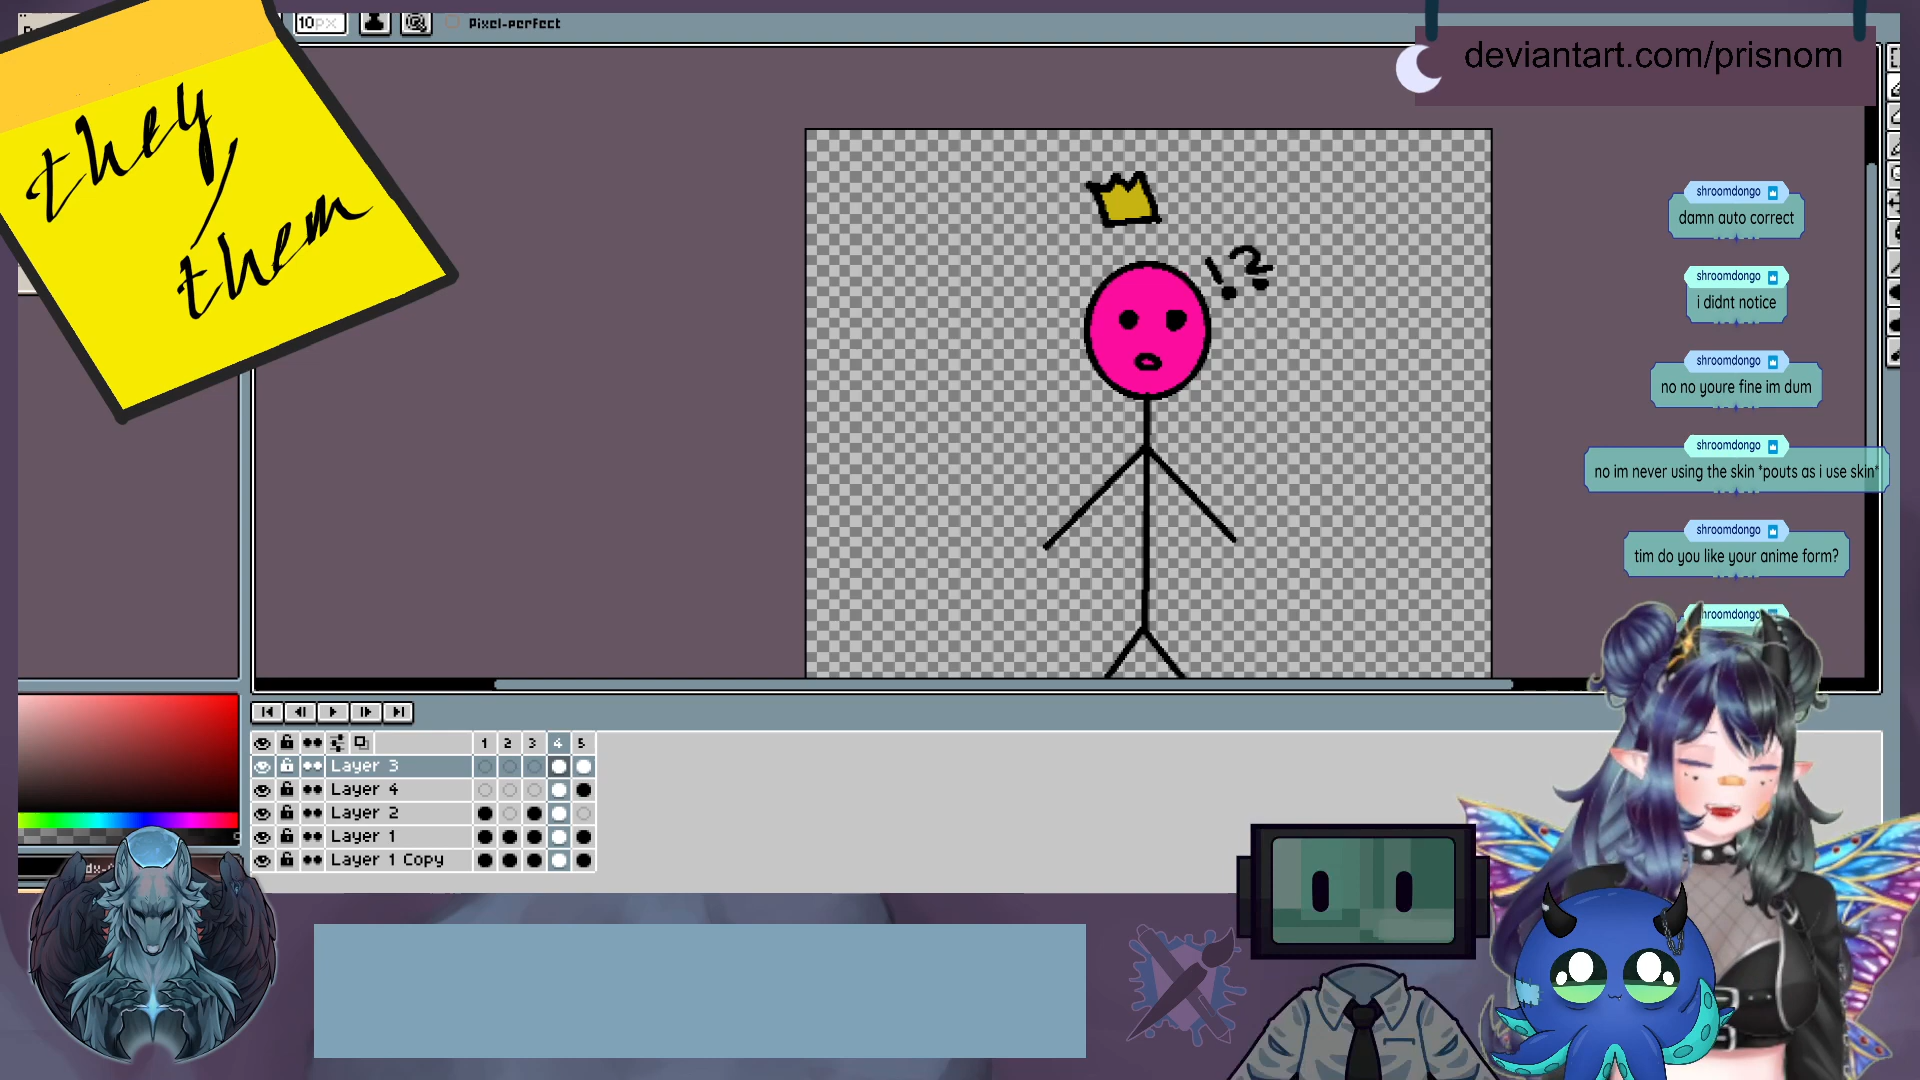 10px
Pixel-perfect
they
/
them
deviantart.com/prisnom
!?
shroomdongo
damn auto correct
shroomdongo
i didnt notice
shroomdongo
no no youre fine im dum
shroomdongo
no im never using the skin *pouts as i use skin*
shroomdongo
tim do you like your anime form?
shroomdongo
1 2 3 4 5
Layer 3
Layer 4
Layer 2
Layer 1
Layer 1 Copy